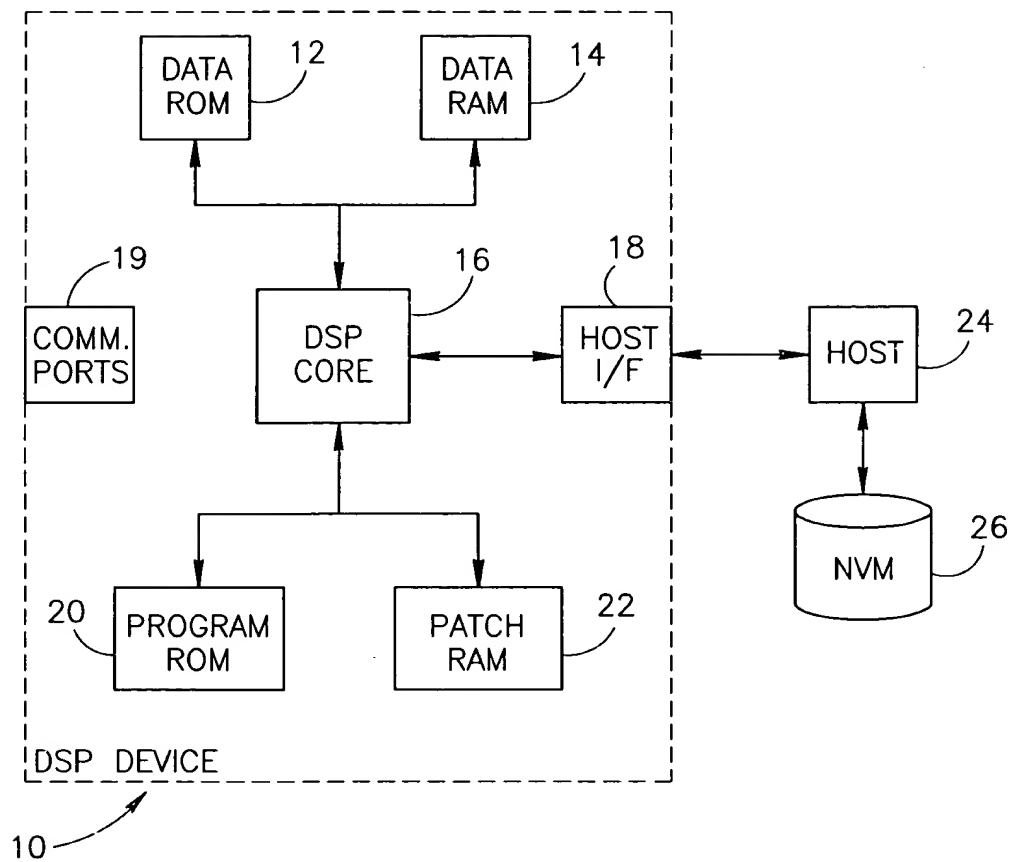 DATA
ROM
12
DATA
RAM
14
19
COMM.
PORTS
16
DSP
CORE
18
HOST
I/F
24
HOST
26
NVM
20
PROGRAM
ROM
22
PATCH
RAM
DSP DEVICE
10